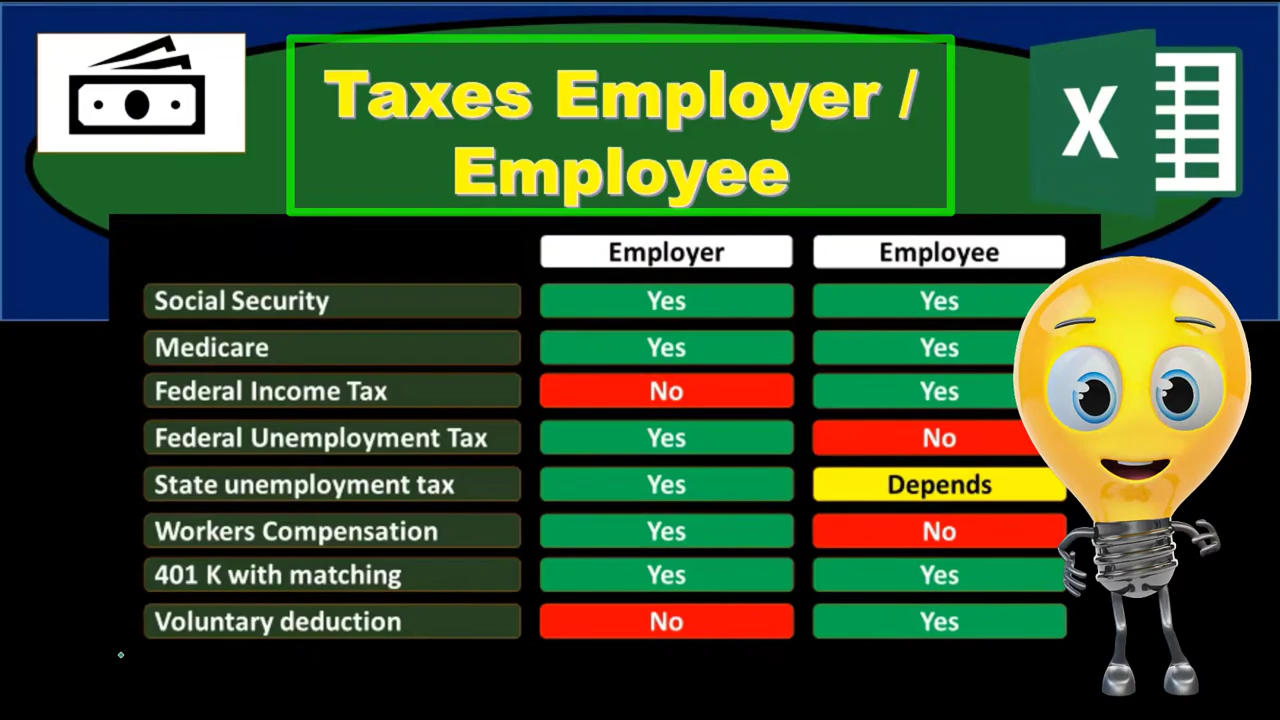 Taxes Employer /
Employee
X
Employer Employee
Social Security Yes Yes
Medicare Yes Yes
Federal Income Tax No Yes
Federal Unemployment Tax Yes No
State unemployment tax Yes Depends
Workers Compensation Yes No
401 K with matching Yes Yes
Voluntary deduction No Yes